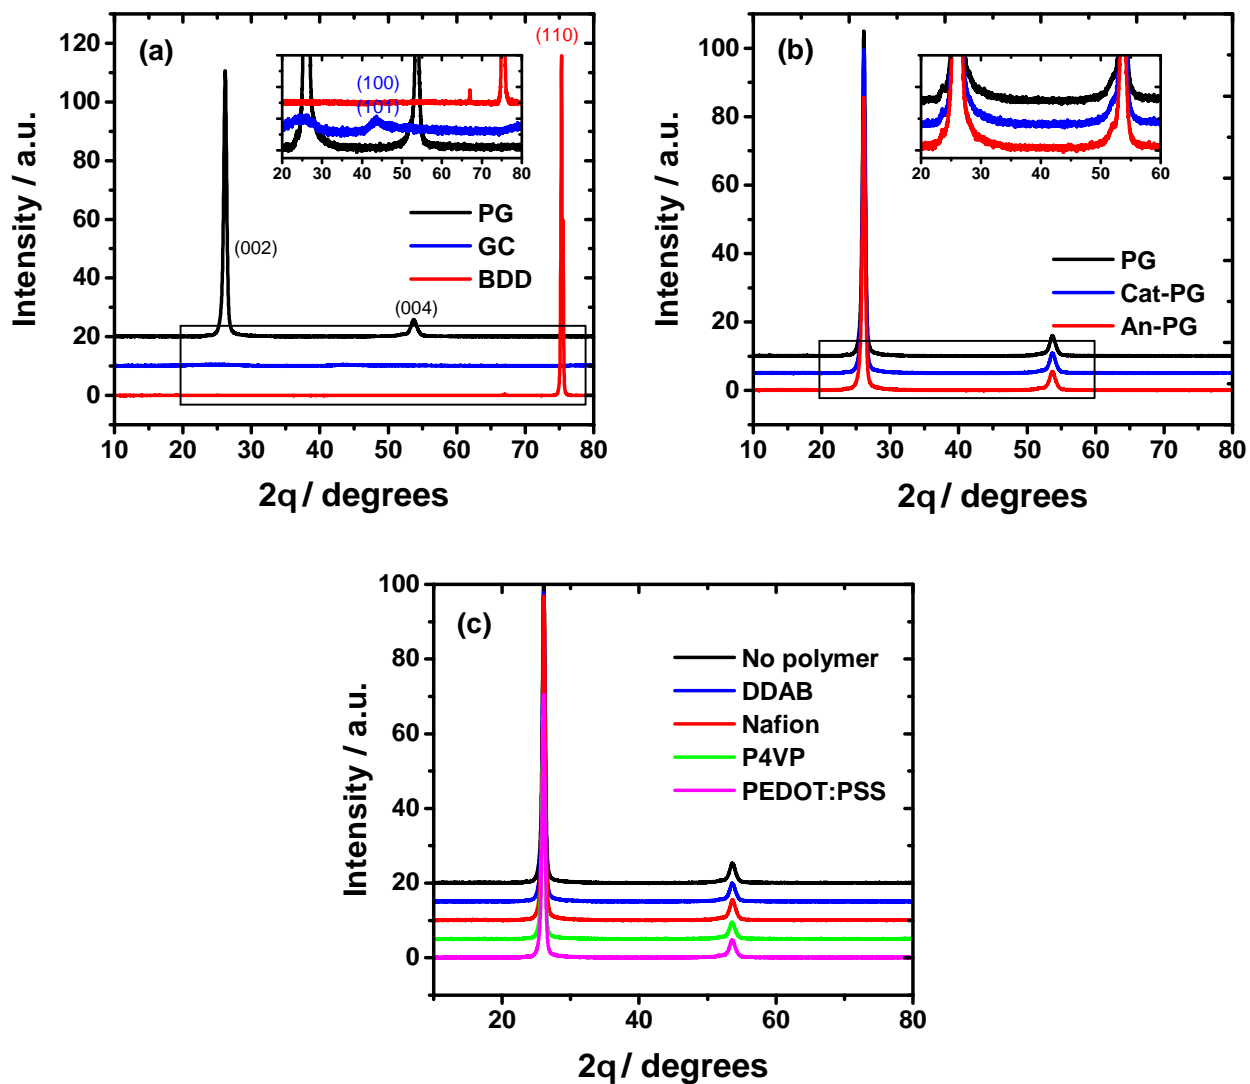 (a)
(110)
(100)
(101)
20 30 40 50 60 70 80
PG
GC
BDD
(002)
(004)
120
100
80
60
40
20
0
10 20 30 40 50 60 70 80
Intensity / a.u.
2q / degrees
(b)
20 30 40 50 60
PG
Cat-PG
An-PG
100
80
60
40
20
0
10 20 30 40 50 60 70 80
Intensity / a.u.
2q / degrees
(c)
No polymer
DDAB
Nafion
P4VP
PEDOT:PSS
100
80
60
40
20
0
20 40 60 80
Intensity / a.u.
2q / degrees